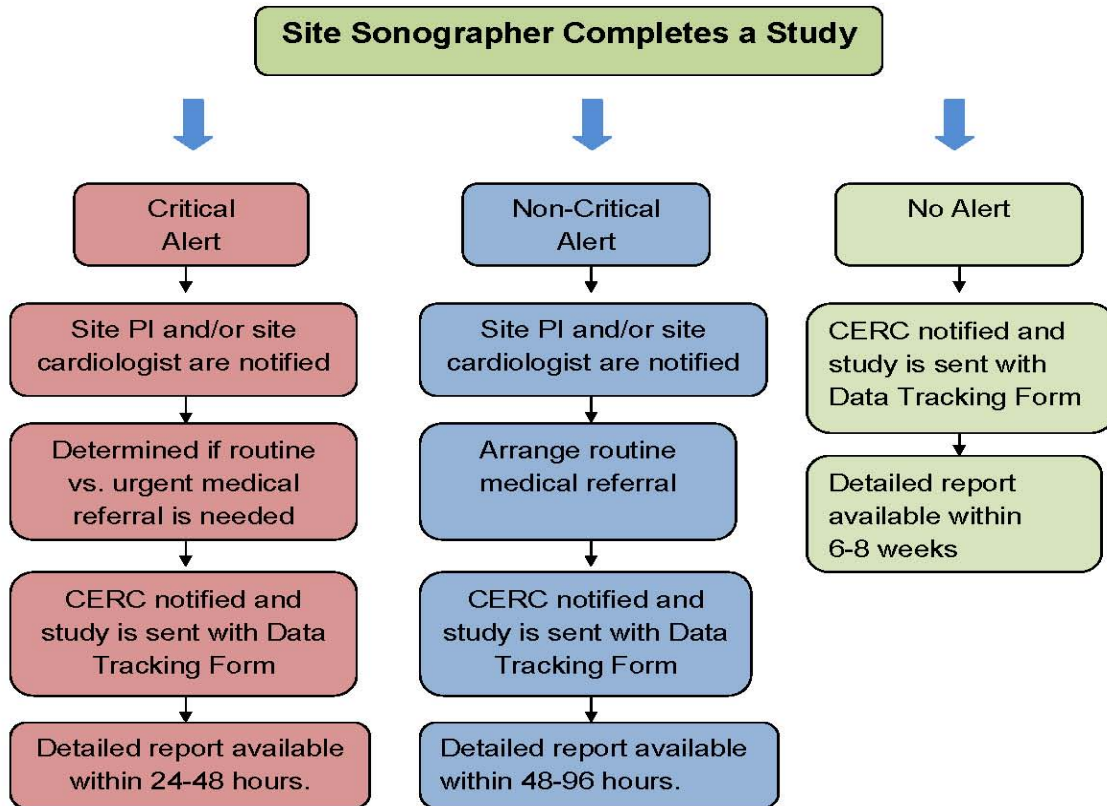 Site Sonographer Completes a Study
Critical
Alert
Site PI and/or site
cardiologist are notified
Determined if routine
vs. urgent medical
referral is needed
CERC notified and
study is sent with Data
Tracking Form
Detailed report available
within 24-48 hours.
Non-Critical
Alert
Site PI and/or site
cardiologist are notified
Arrange routine
medical referral
CERC notified and
study is sent with Data
Tracking Form
Detailed report available
within 48-96 hours.
No Alert
CERC notified and
study is sent with
Data Tracking Form
Detailed report
available within
6-8 weeks